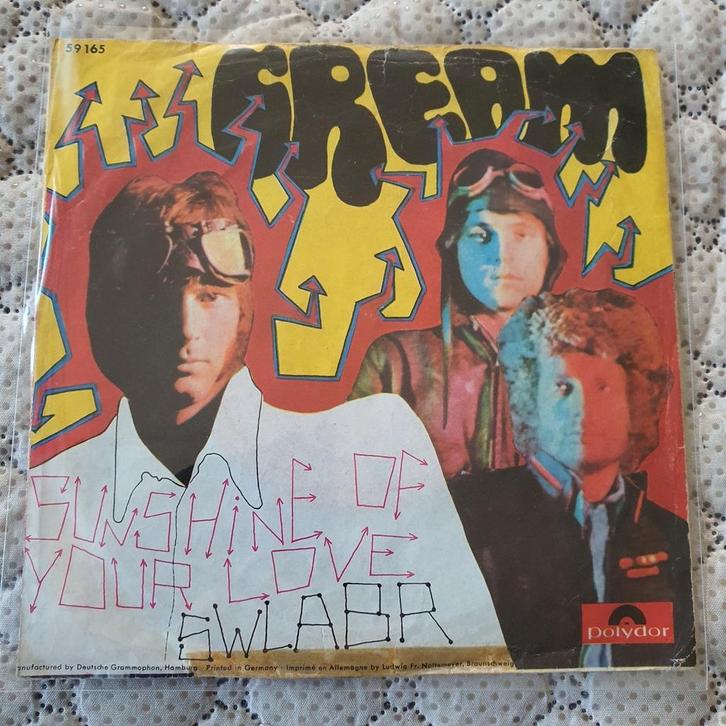 59 165
CREAM
SUNSHiNE OF
YOUR LOVE
SWLABR
polydor
anufactured by Deutsche Grammophon, Hamburg · Printed in Germany · Imprimé en Allemagne by Ludwig Fr. Noltemeyer, Braunschweig